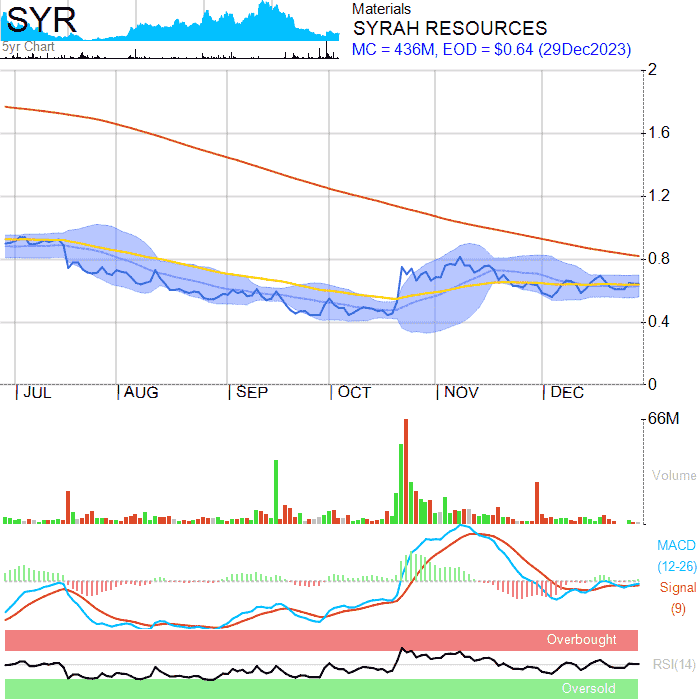 SYR
5yr Chart
Materials
SYRAH RESOURCES
MC = 436M, EOD = $0.64 (29Dec2023)
2
1.6
1.2
0.8
0.4
0
JUL AUG SEP OCT NOV DEC
66M
Volume
MACD
(12-26)
Signal
(9)
Overbought
RSI(14)
Oversold